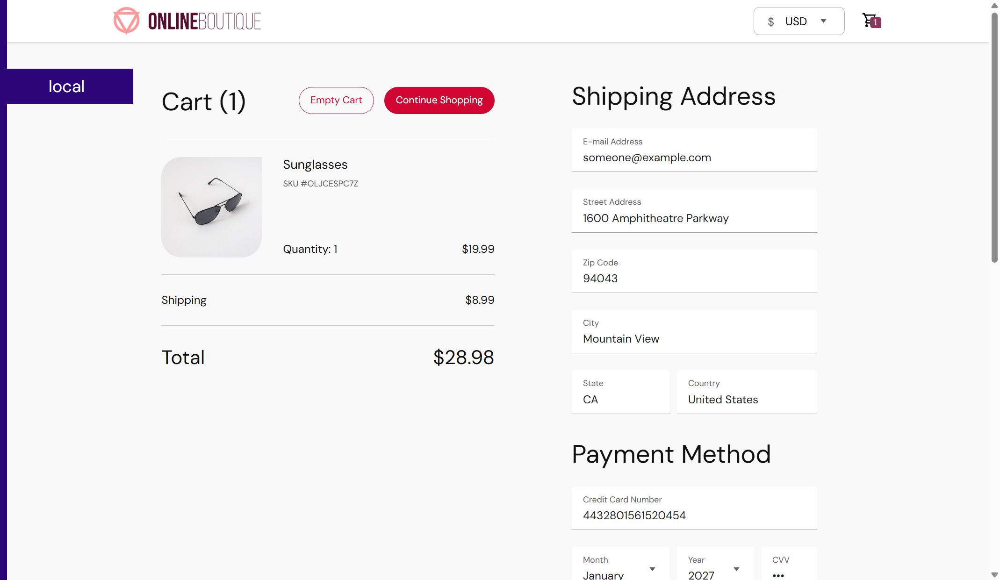 ONLINEBOUTIQUE
$ USD
1
local
Cart (1)
Empty Cart
Continue Shopping
Sunglasses
SKU #OLJCESPC7Z
Quantity: 1
$19.99
Shipping
$8.99
Total
$28.98
Shipping Address
E-mail Address
someone@example.com
Street Address
1600 Amphitheatre Parkway
Zip Code
94043
City
Mountain View
State
CA
Country
United States
Payment Method
Credit Card Number
4432801561520454
Month
January
Year
2027
CVV
•••